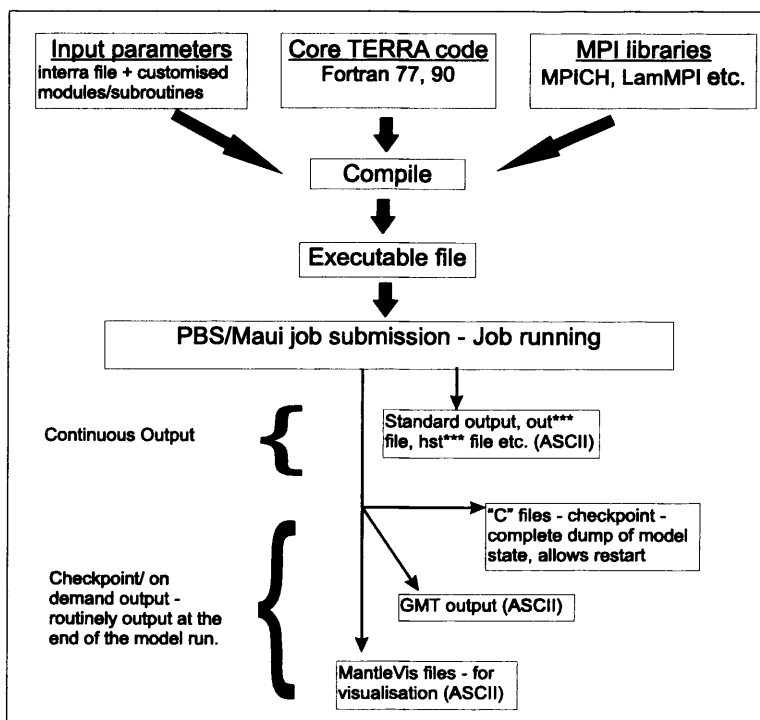 Input parameters
interra file + customised
modules/subroutines
Core TERRA code
Fortran 77, 90
MPI libraries
MPICH, LamMPI etc.
Compile
Executable file
PBS/Maui job submission - Job running
Continuous Output
Standard output, out***
file, hst*** file etc. (ASCII)
"C" files - checkpoint -
complete dump of model
state, allows restart
Checkpoint/ on
demand output -
routinely output at the
end of the model run.
GMT output (ASCII)
MantleVis files - for
visualisation (ASCII)